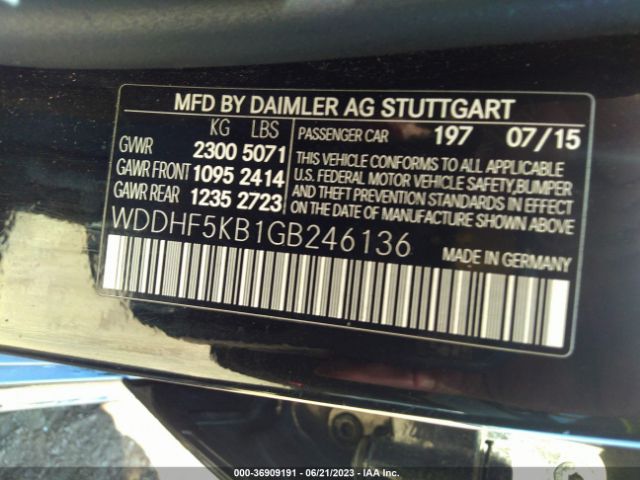 MFD BY DAIMLER AG STUTTGART
KG LBS
GVWR 2300 5071
GAWR FRONT 1095 2414
GAWR REAR 1235 2723
PASSENGER CAR 197 07/15
THIS VEHICLE CONFORMS TO ALL APPLICABLE
U.S. FEDERAL MOTOR VEHICLE SAFETY, BUMPER
AND THEFT PREVENTION STANDARDS IN EFFECT
ON THE DATE OF MANUFACTURE SHOWN ABOVE.
WDDHF5KB1GB246136
MADE IN GERMANY
000-36909191 - 06/21/2023 - IAA Inc.